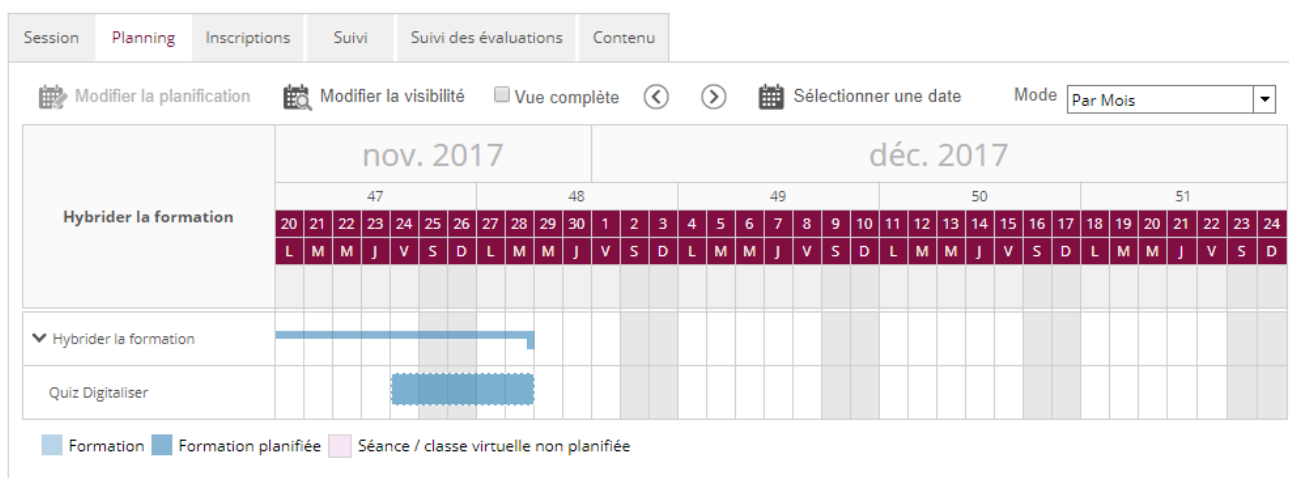 Session Planning Inscriptions Suivi Suivi des évaluations Contenu
Modifier la planification Modifier la visibilité Vue complète Sélectionner une date Mode Par Mois
nov. 2017 déc. 2017
47 48 49 50 51
Hybrider la formation
20 21 22 23 24 25 26 27 28 29 30 1 2 3 4 5 6 7 8 9 10 11 12 13 14 15 16 17 18 19 20 21 22 23 24
L M M J V S D L M M J V S D L M M J V S D L M M J V S D L M M J V S D
Hybrider la formation
Quiz Digitaliser
Formation Formation planifiée Séance / classe virtuelle non planifiée